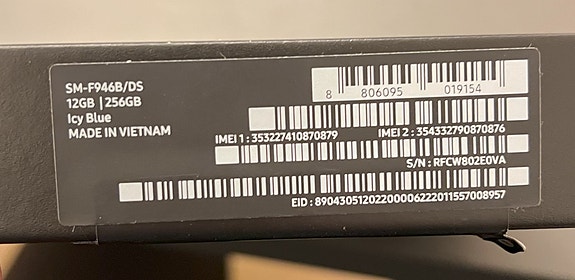 SM-F946B/DS
12GB | 256GB
Icy Blue
MADE IN VIETNAM
8 806095 019154
IMEI 1 : 353227410870879 IMEI 2 : 354332790870876
S/N : RFCW802E0VA
EID : 89043051202200006222011557008957